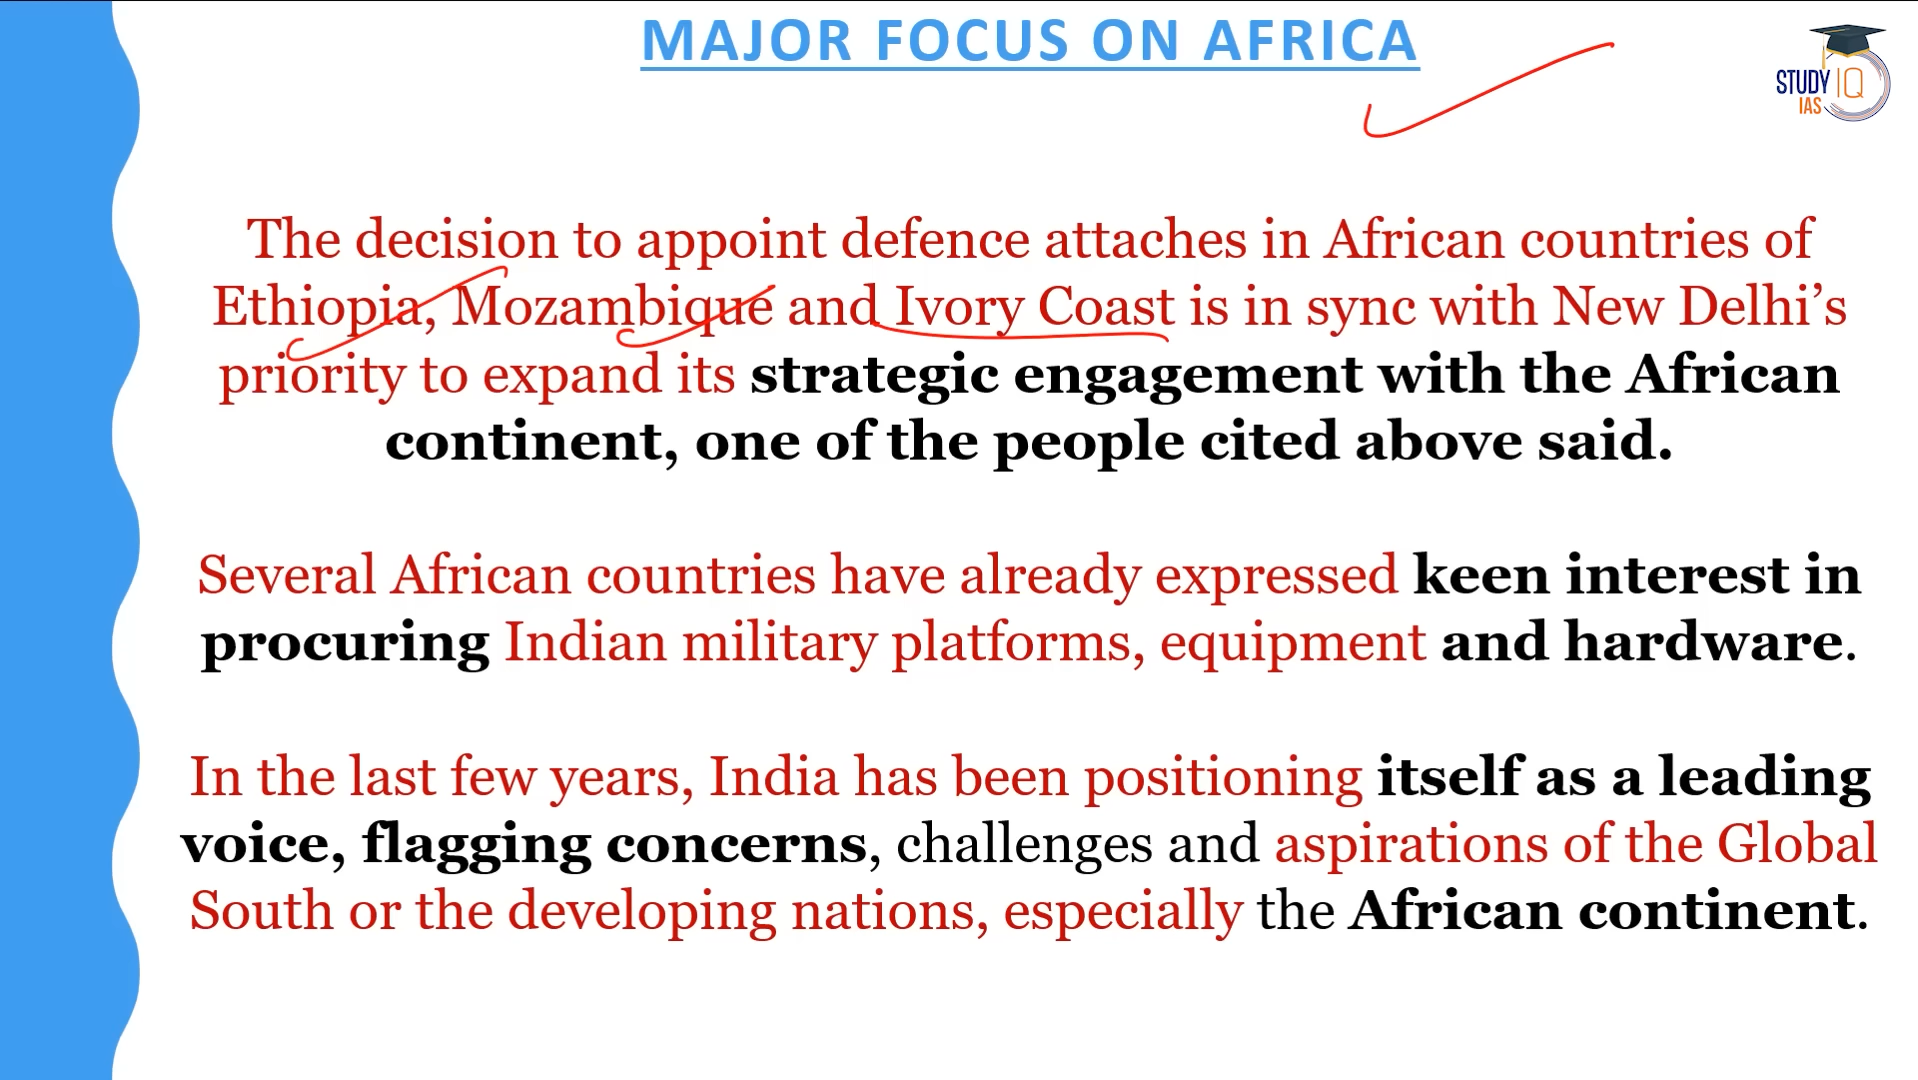 MAJOR FOCUS ON AFRICA
STUDY IQ
IAS
The decision to appoint defence attaches in African countries of
Ethiopia, Mozambique and Ivory Coast is in sync with New Delhi’s
priority to expand its strategic engagement with the African
continent, one of the people cited above said.
Several African countries have already expressed keen interest in
procuring Indian military platforms, equipment and hardware.
In the last few years, India has been positioning itself as a leading
voice, flagging concerns, challenges and aspirations of the Global
South or the developing nations, especially the African continent.